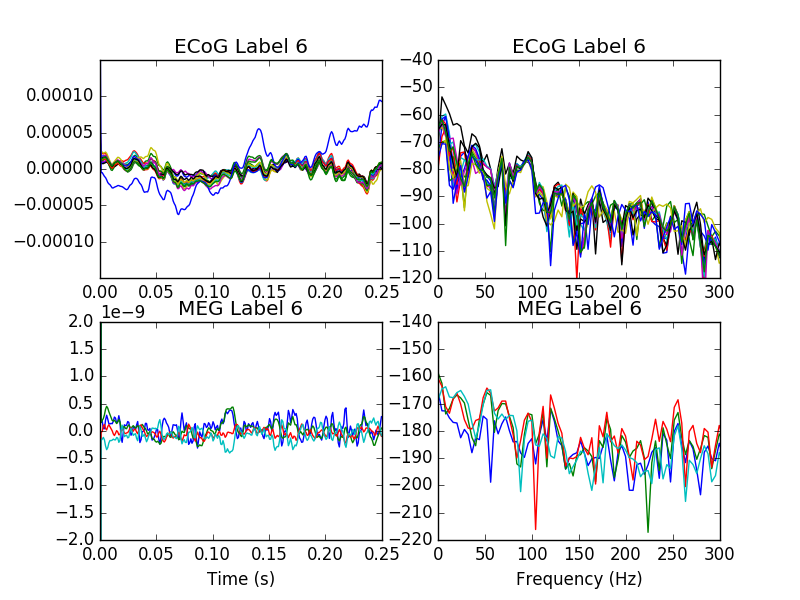 ECoG Label 6
ECoG Label 6
0.00010
0.00005
0.00000
−0.00005
−0.00010
0.00 0.05 0.10 0.15 0.20 0.25
−40
−50
−60
−70
−80
−90
−100
−110
−120
0 50 100 150 200 250 300
MEG Label 6
MEG Label 6
1e−9
2.0
1.5
1.0
0.5
0.0
−0.5
−1.0
−1.5
−2.0
0.00 0.05 0.10 0.15 0.20 0.25
Time (s)
−140
−150
−160
−170
−180
−190
−200
−210
−220
0 50 100 150 200 250 300
Frequency (Hz)